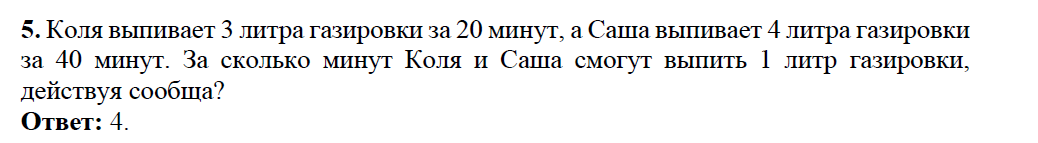 5. Коля выпивает 3 литра газировки за 20 минут, а Саша выпивает 4 литра газировки
за 40 минут. За сколько минут Коля и Саша смогут выпить 1 литр газировки,
действуя сообща?
Ответ: 4.